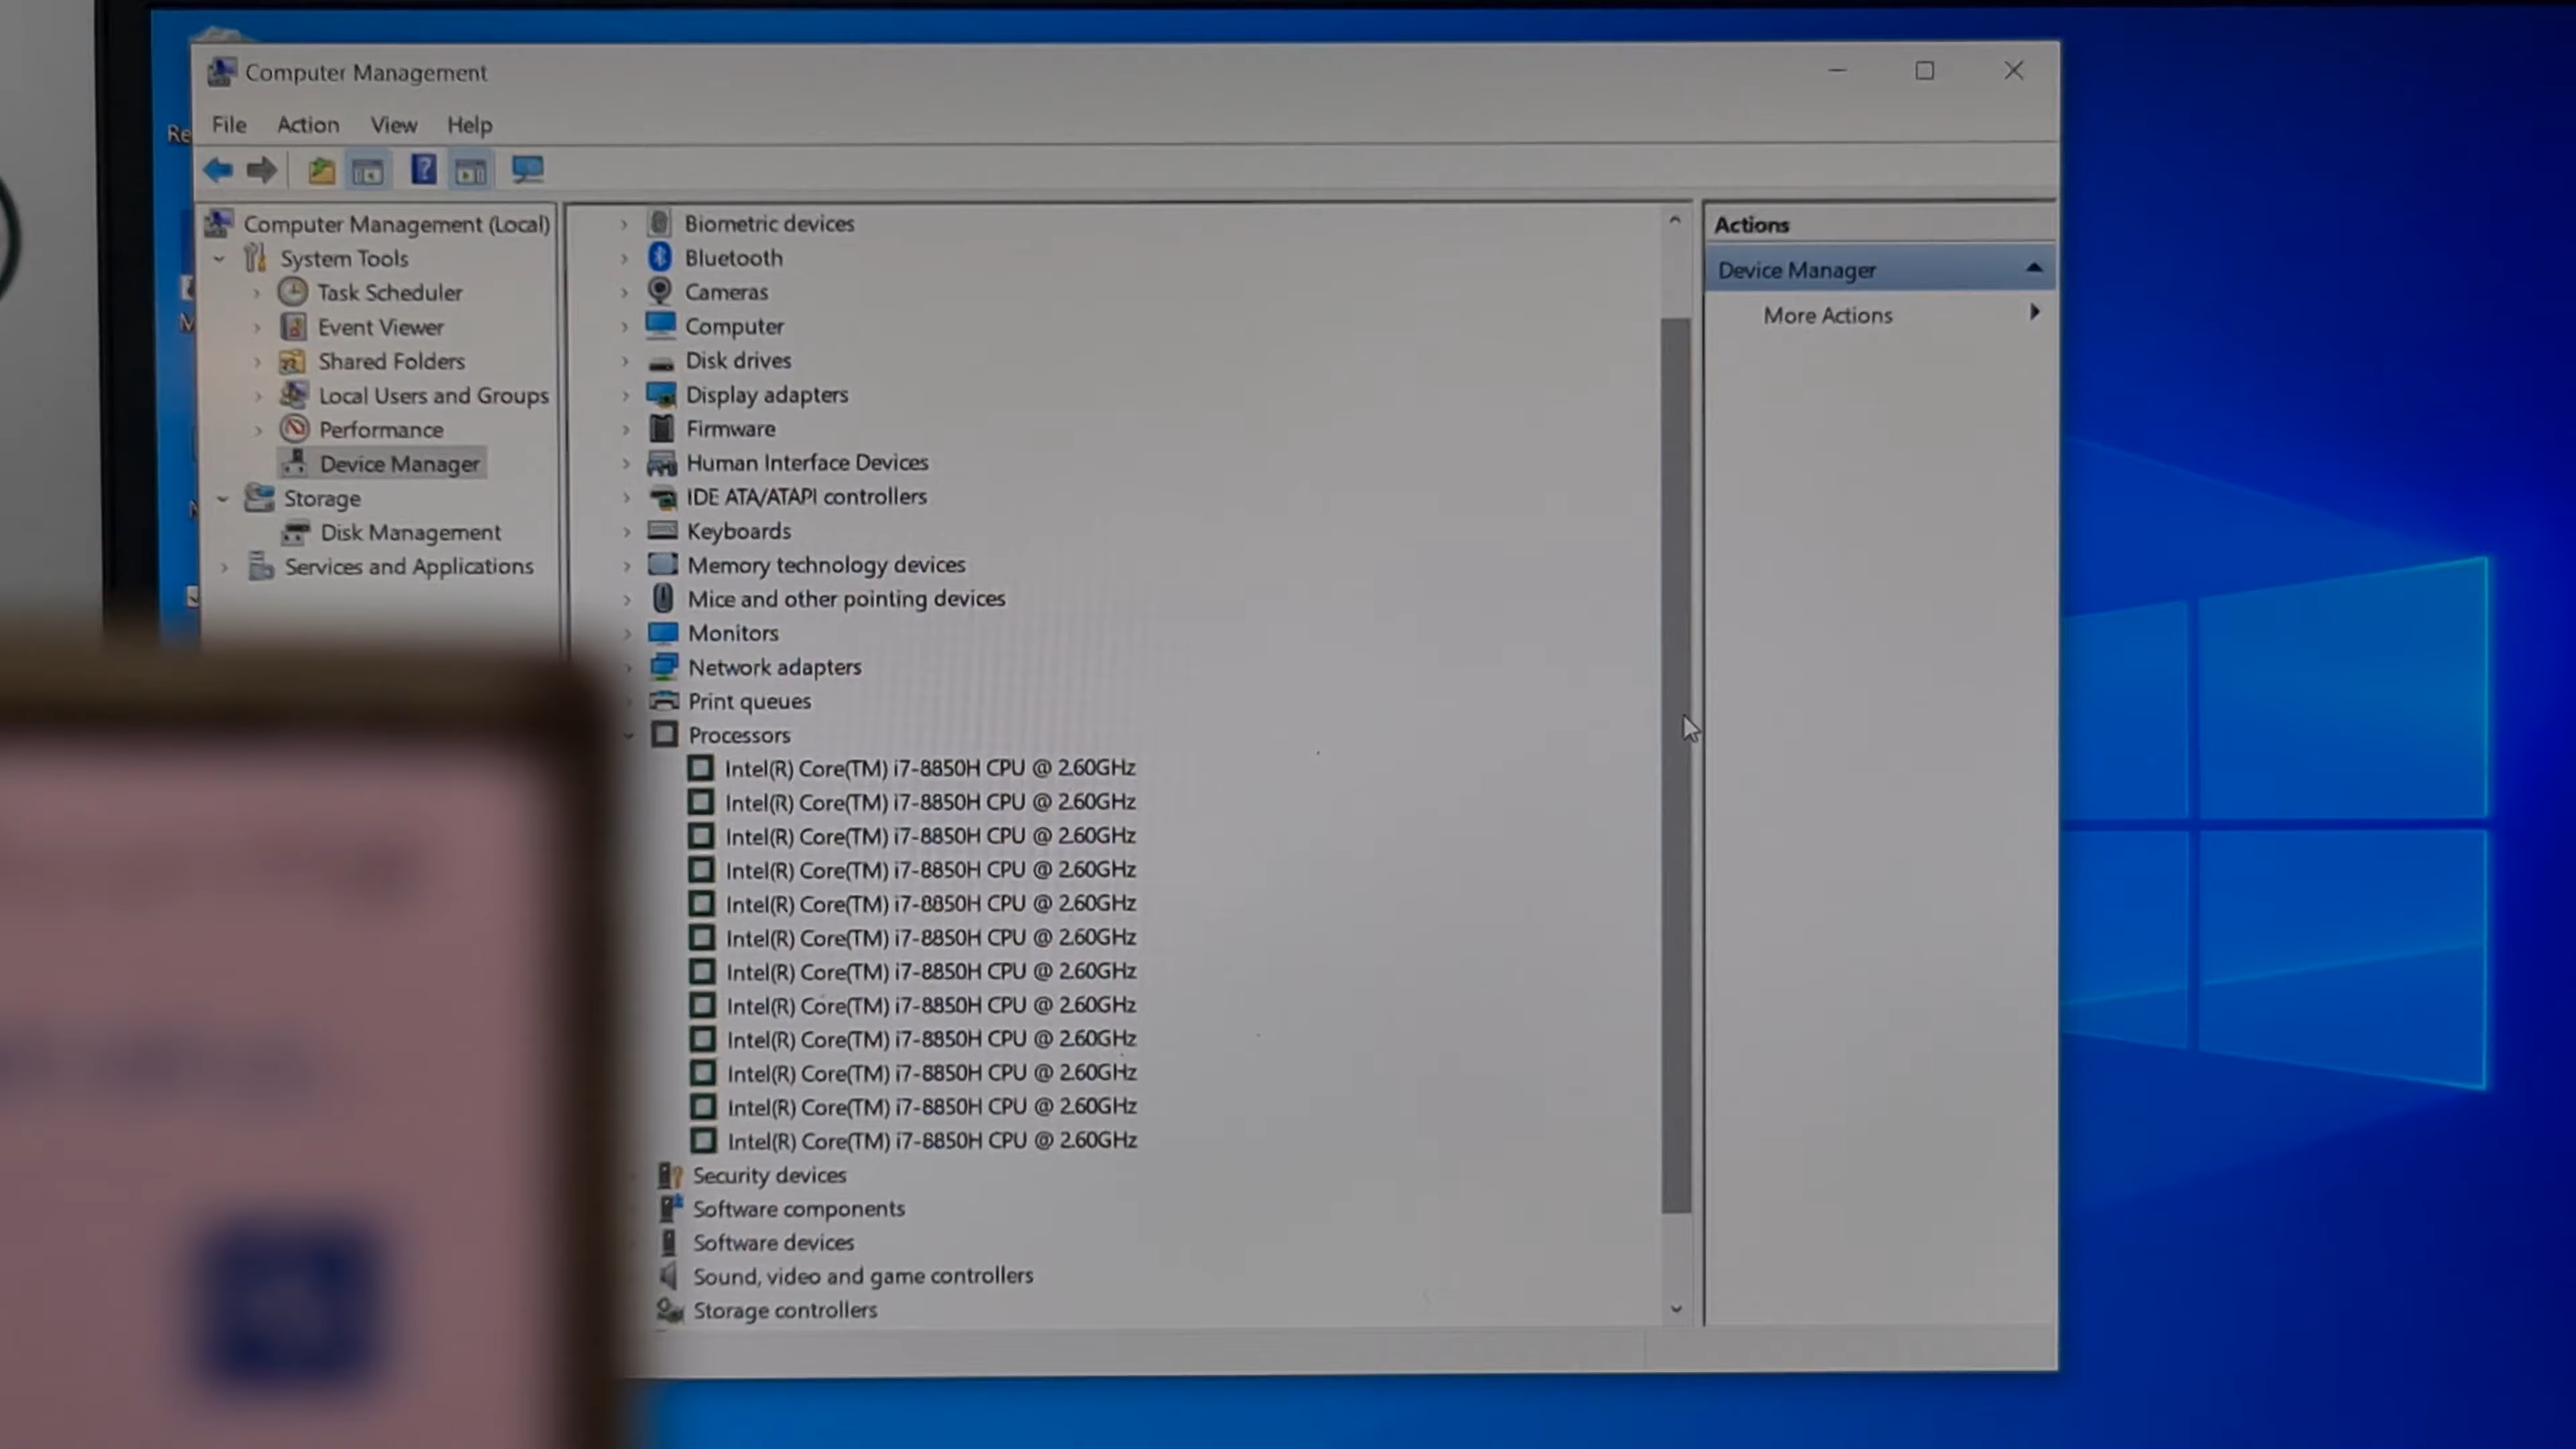 Computer Management
File Action View Help
Re
Computer Management (Local)
System Tools
Task Scheduler
Event Viewer
Shared Folders
Local Users and Groups
Performance
Device Manager
Storage
Disk Management
Services and Applications
Biometric devices
Bluetooth
Cameras
Computer
Disk drives
Display adapters
Firmware
Human Interface Devices
IDE ATA/ATAPI controllers
Keyboards
Memory technology devices
Mice and other pointing devices
Monitors
Network adapters
Print queues
Processors
Intel(R) Core(TM) i7-8850H CPU @ 2.60GHz
Intel(R) Core(TM) i7-8850H CPU @ 2.60GHz
Intel(R) Core(TM) i7-8850H CPU @ 2.60GHz
Intel(R) Core(TM) i7-8850H CPU @ 2.60GHz
Intel(R) Core(TM) i7-8850H CPU @ 2.60GHz
Intel(R) Core(TM) i7-8850H CPU @ 2.60GHz
Intel(R) Core(TM) i7-8850H CPU @ 2.60GHz
Intel(R) Core(TM) i7-8850H CPU @ 2.60GHz
Intel(R) Core(TM) i7-8850H CPU @ 2.60GHz
Intel(R) Core(TM) i7-8850H CPU @ 2.60GHz
Intel(R) Core(TM) i7-8850H CPU @ 2.60GHz
Intel(R) Core(TM) i7-8850H CPU @ 2.60GHz
Security devices
Software components
Software devices
Sound, video and game controllers
Storage controllers
Actions
Device Manager
More Actions